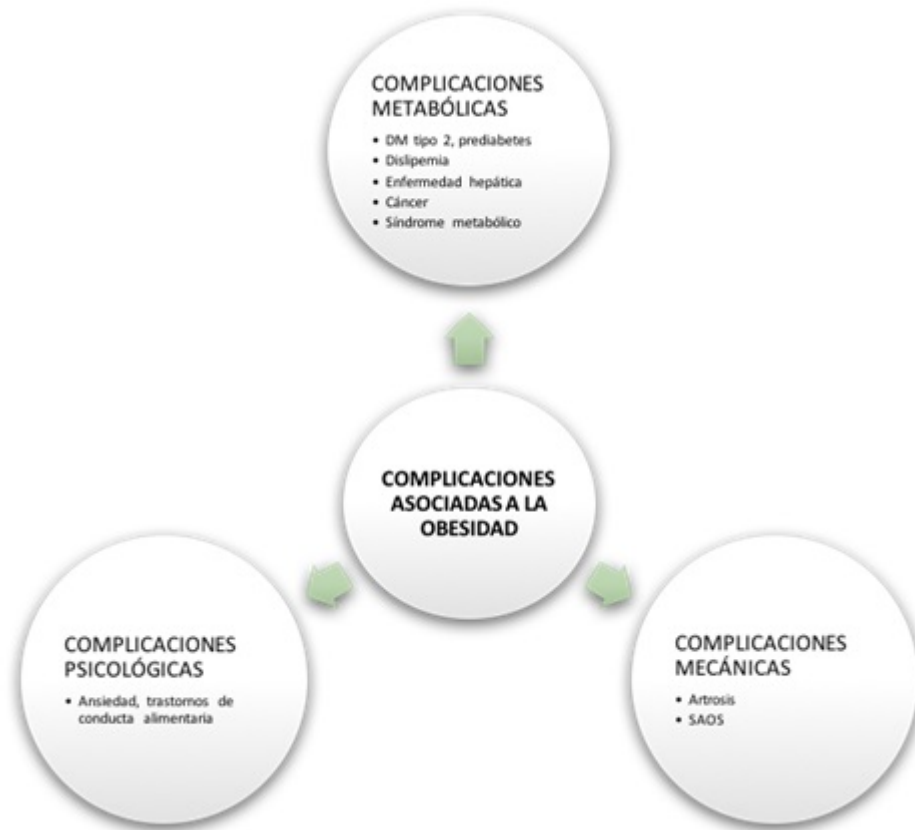 COMPLICACIONES
METABÓLICAS
• DM tipo 2, prediabetes
• Dislipemia
• Enfermedad hepática
• Cáncer
• Síndrome metabólico
COMPLICACIONES
ASOCIADAS A LA
OBESIDAD
COMPLICACIONES
PSICOLÓGICAS
• Ansiedad, trastornos de
conducta alimentaria
COMPLICACIONES
MECÁNICAS
• Artrosis
• SAOS